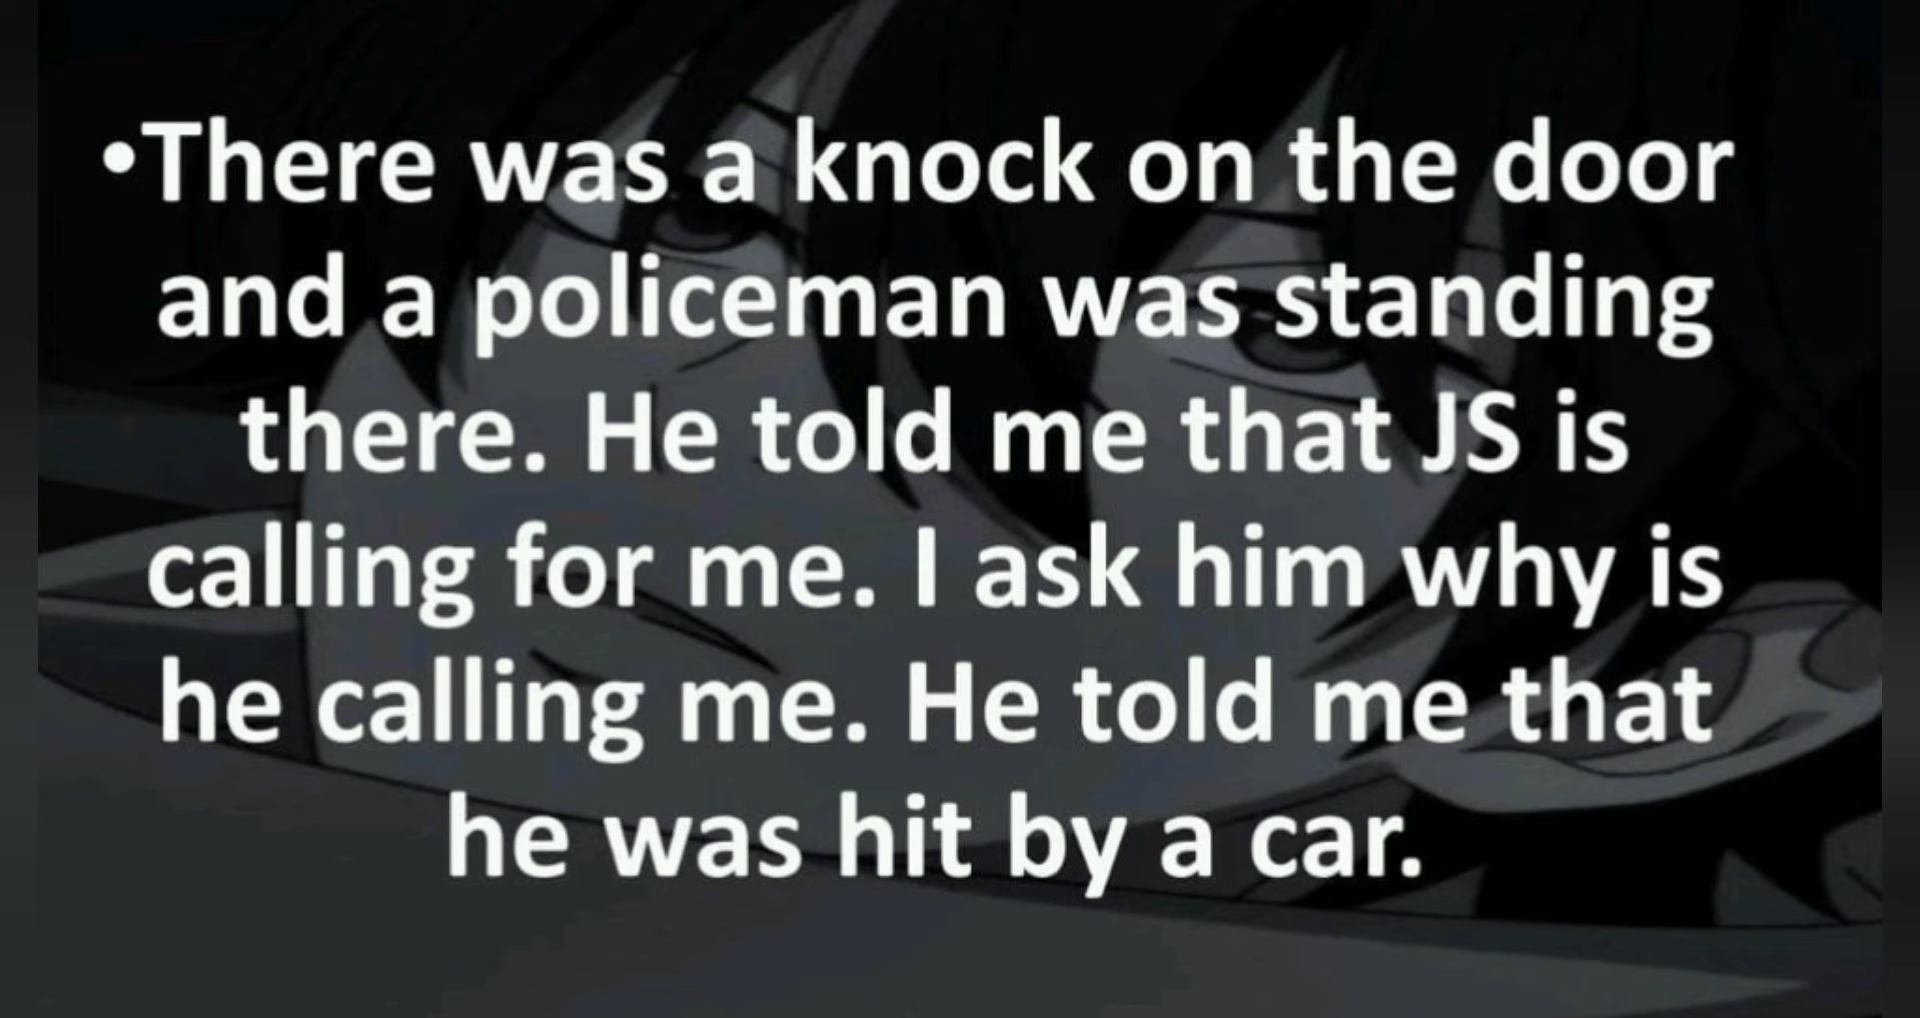 •There was a knock on the door
and a policeman was standing
there. He told me that JS is
calling for me. I ask him why is
he calling me. He told me that
he was hit by a car.